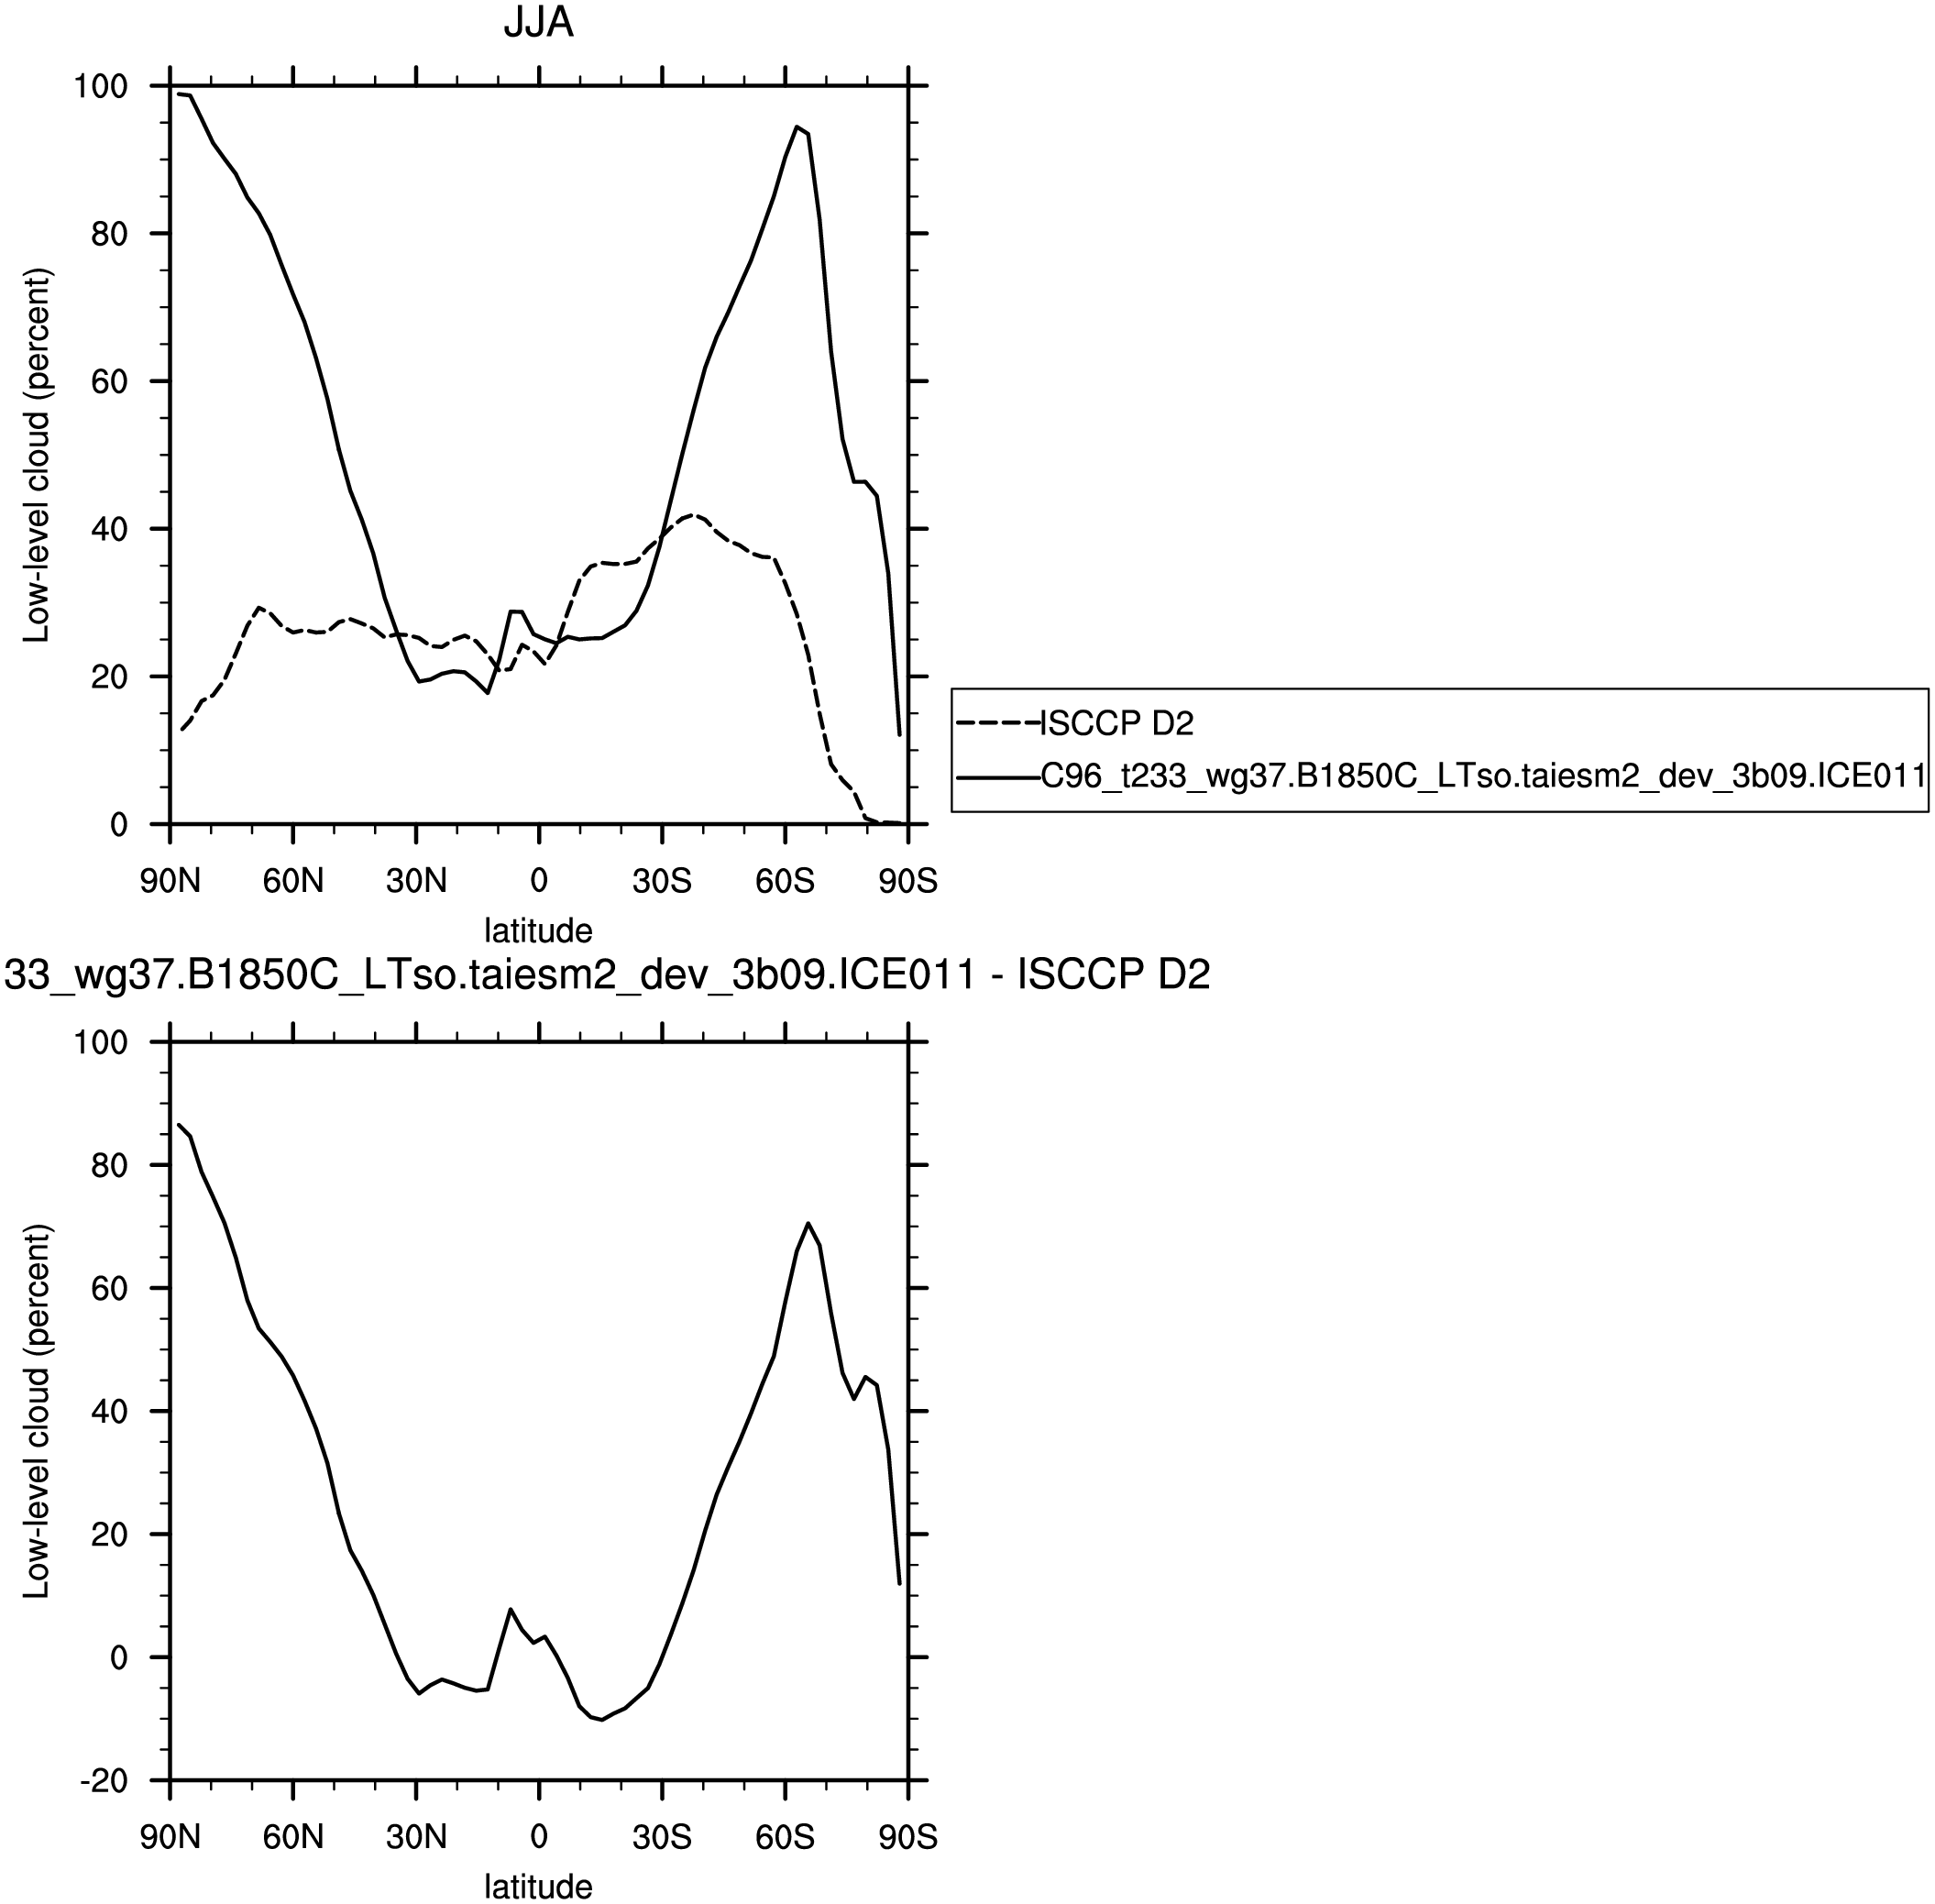 JJA
Low-level cloud (percent)
100
80
60
40
20
0
90N 60N 30N 0 30S 60S 90S
latitude
ISCCP D2
C96_t233_wg37.B1850C_LTso.taiesm2_dev_3b09.ICE011
33_wg37.B1850C_LTso.taiesm2_dev_3b09.ICE011 - ISCCP D2
Low-level cloud (percent)
100
80
60
40
20
0
-20
90N 60N 30N 0 30S 60S 90S
latitude